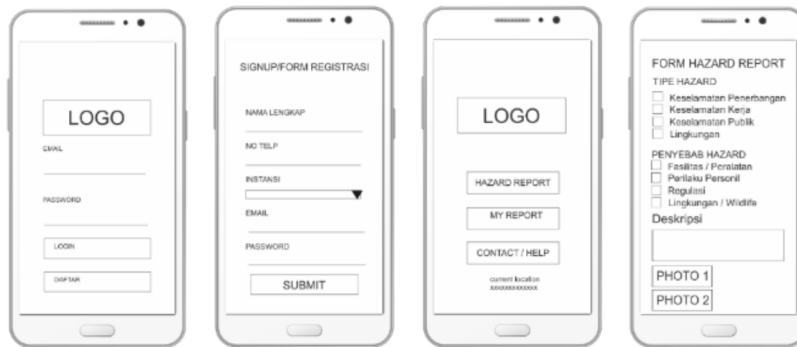 LOGO
EMAIL
PASSWORD
LOGIN
DAFTAR
SIGNUP/FORM REGISTRASI
NAMA LENGKAP
NO TELP
INSTANSI
EMAIL
PASSWORD
SUBMIT
LOGO
HAZARD REPORT
MY REPORT
CONTACT / HELP
current location
xxxxxxxxxxxxx
FORM HAZARD REPORT
TIPE HAZARD
Keselamatan Penerbangan
Keselamatan Kerja
Keselamatan Publik
Lingkungan
PENYEBAB HAZARD
Fasilitas / Peralatan
Perilaku Personil
Regulasi
Lingkungan / Wildlife
Deskripsi
PHOTO 1
PHOTO 2